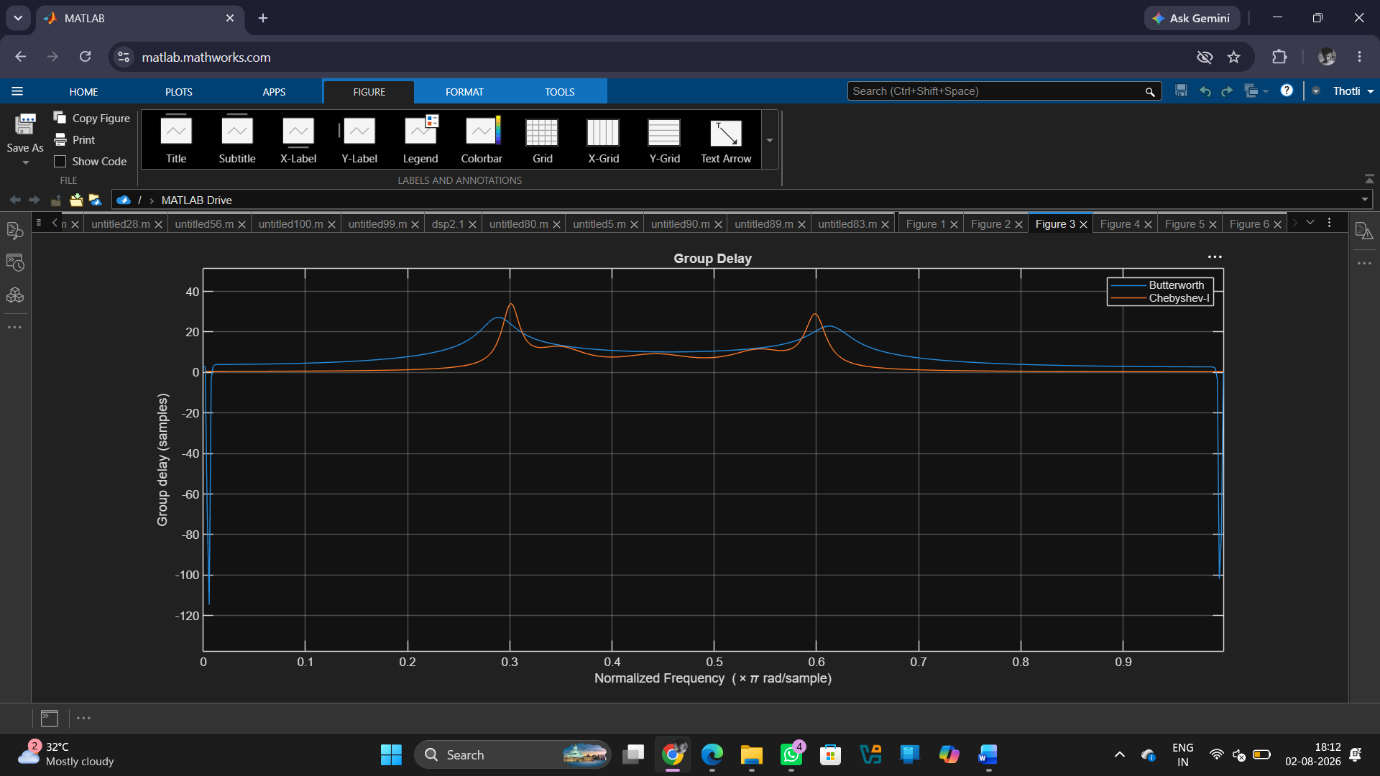 MATLAB
Ask Gemini
matlab.mathworks.com
HOME PLOTS APPS FIGURE FORMAT TOOLS
Search (Ctrl+Shift+Space)
Thotli
Save As
Copy Figure
Print
Show Code
FILE
Title Subtitle X-Label Y-Label Legend Colorbar Grid X-Grid Y-Grid Text Arrow
LABELS AND ANNOTATIONS
/ > MATLAB Drive
n untitled28.m untitled56.m untitled100.m untitled99.m dsp2.1 untitled80.m untitled5.m untitled90.m untitled89.m untitled83.m Figure 1 Figure 2 Figure 3 Figure 4 Figure 5 Figure 6
Group Delay
Butterworth
Chebyshev-I
40
20
0
-20
-40
-60
-80
-100
-120
Group delay (samples)
0 0.1 0.2 0.3 0.4 0.5 0.6 0.7 0.8 0.9
Normalized Frequency (× π rad/sample)
2
32°C
Mostly cloudy
Search
4
ENG
IN
18:12
02-08-2026